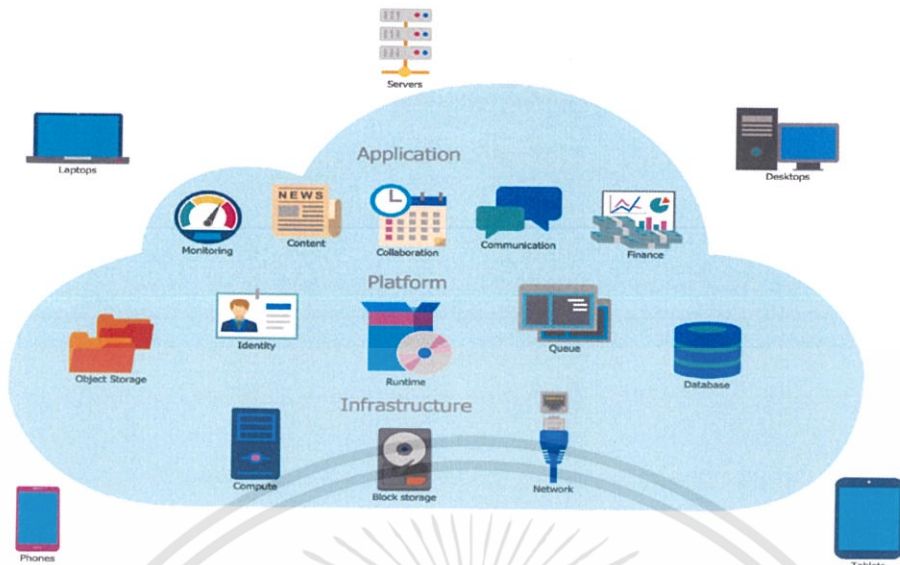 Servers
Laptops
Desktops
Application
NEWS
Monitoring
Content
Collaboration
Communication
Finance
Platform
Object Storage
Identity
Runtime
Queue
Database
Infrastructure
Compute
Block storage
Network
Phones
Tablets